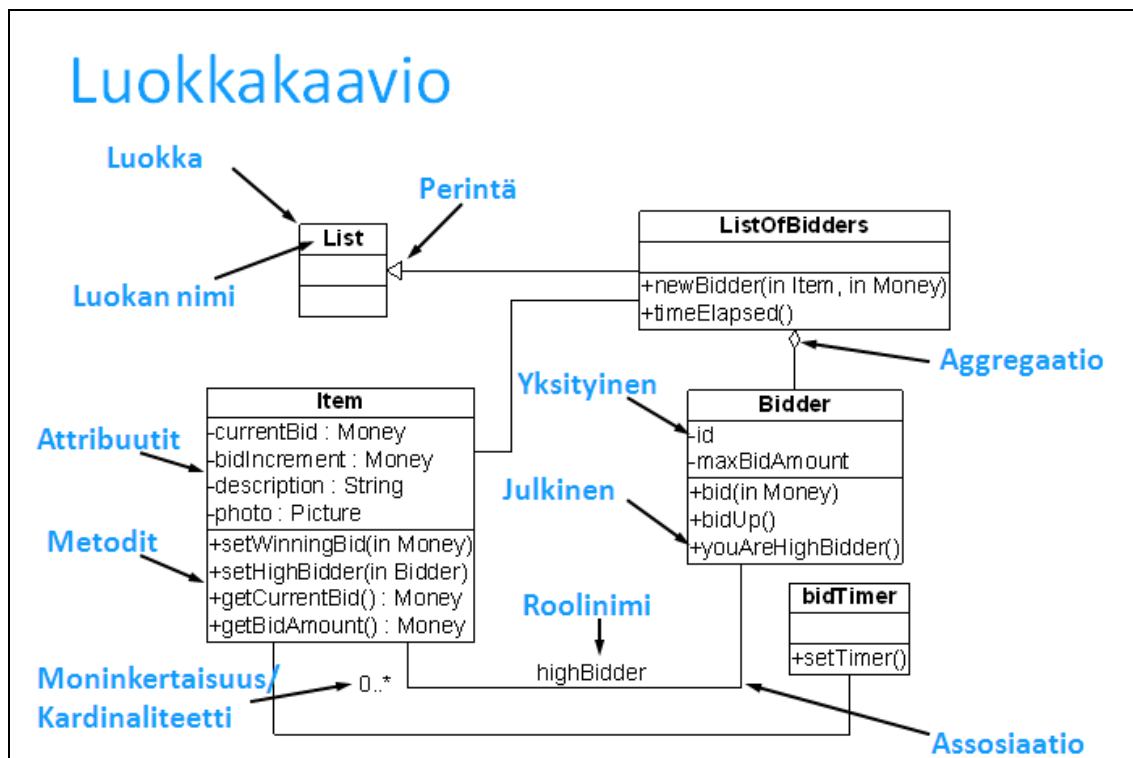 Luokkakaavio
Luokka
Perintä
List
Luokan nimi
ListOfBidders
+newBidder(in Item, in Money)
+timeElapsed()
Aggregaatio
Yksityinen
Item
-currentBid : Money
-bidIncrement : Money
-description : String
-photo : Picture
+setWinningBid(in Money)
+setHighBidder(in Bidder)
+getCurrentBid() : Money
+getBidAmount() : Money
Attribuutit
Metodit
Bidder
-id
-maxBidAmount
+bid(in Money)
+bidUp()
+youAreHighBidder()
Julkinen
bidTimer
+setTimer()
Roolinimi
highBidder
Moninkertaisuus/
Kardinaliteetti
0..*
Assosiaatio